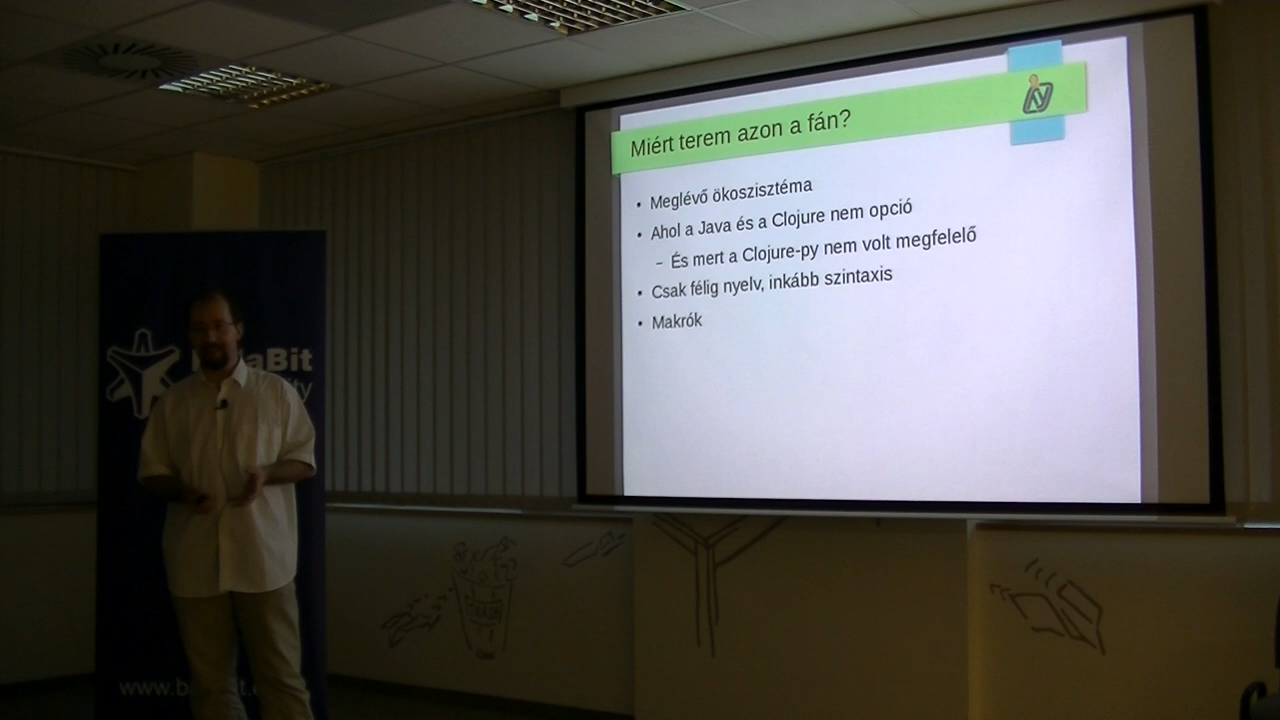 Miért terem azon a fán?
Meglévő ökoszisztéma
Ahol a Java és a Clojure nem opció
És mert a Clojure-py nem volt megfelelő
Csak félig nyelv, inkább szintaxis
Makrók